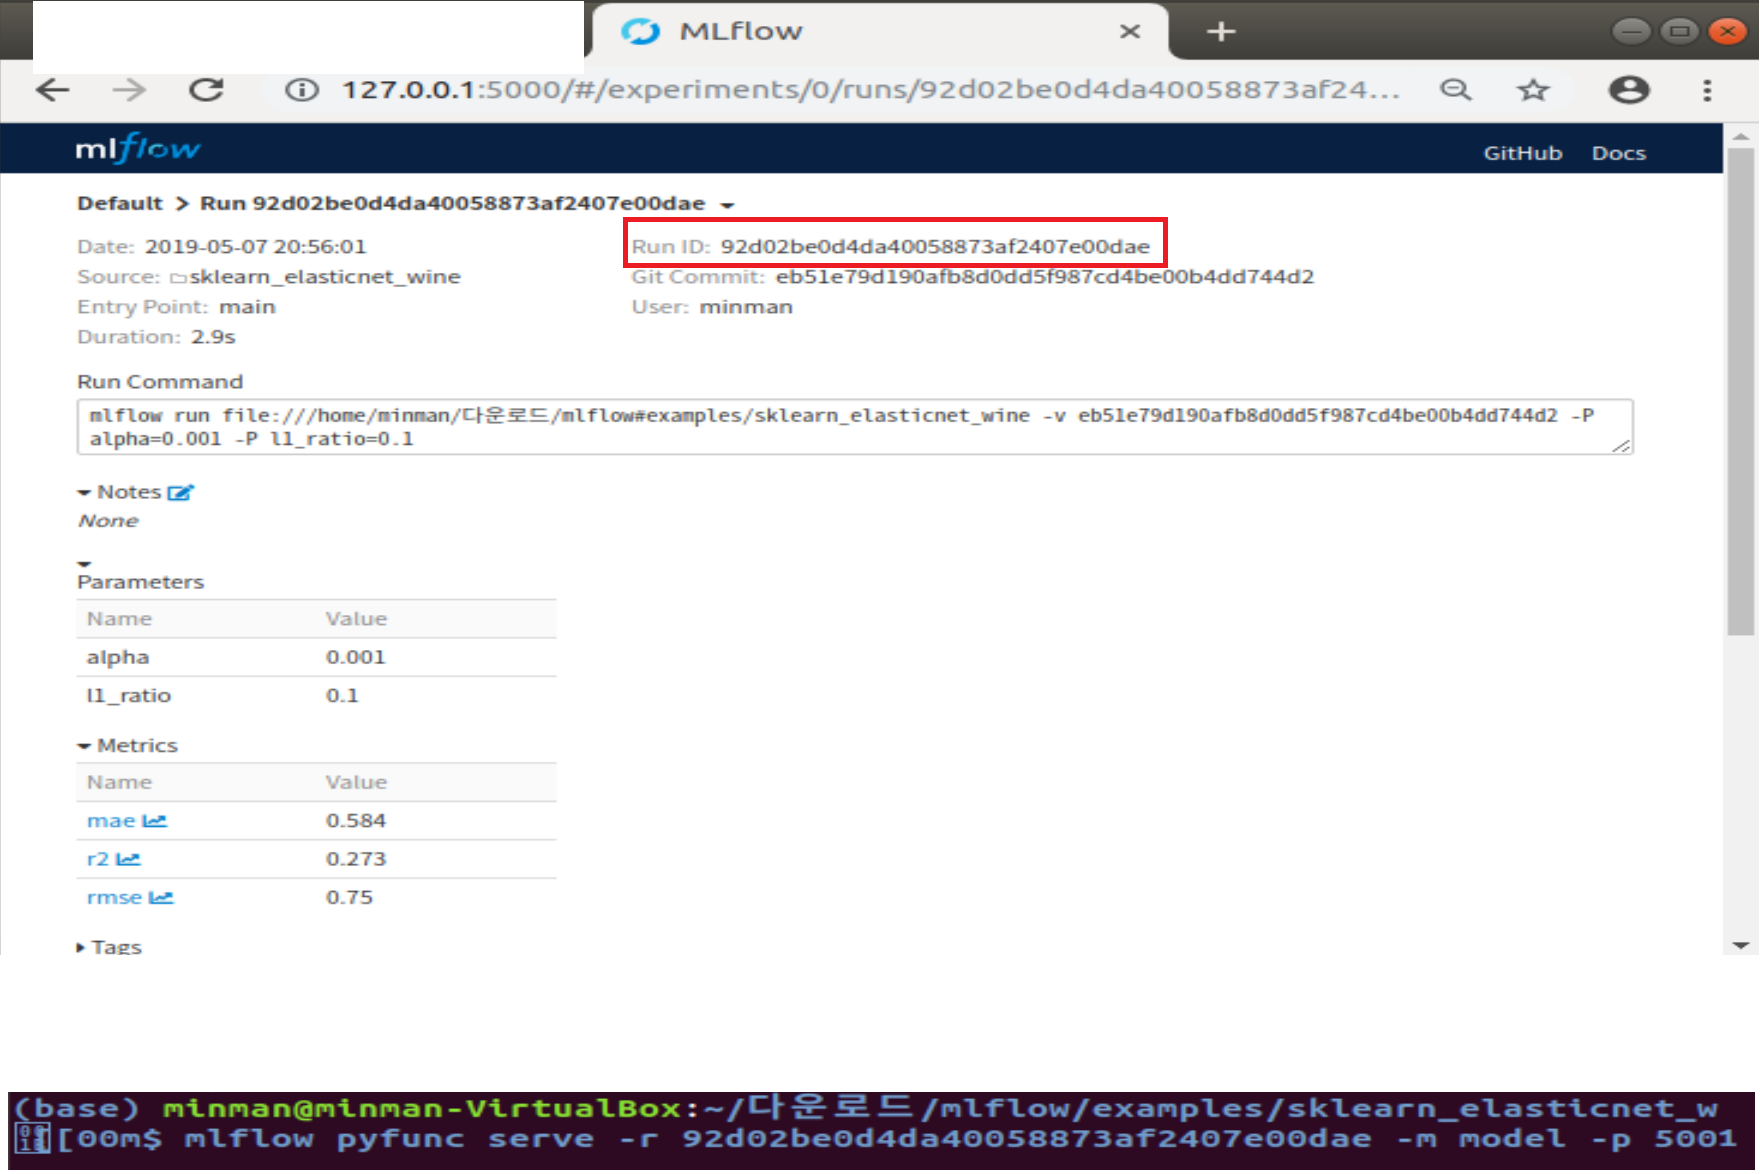 MLflow
127.0.0.1:5000/#/experiments/0/runs/92d02be0d4da40058873af24...
mlflow
GitHub Docs
Default > Run 92d02be0d4da40058873af2407e00dae
Date: 2019-05-07 20:56:01
Run ID: 92d02be0d4da40058873af2407e00dae
Source: sklearn_elasticnet_wine
Git Commit: eb51e79d190afb8d0dd5f987cd4be00b4dd744d2
Entry Point: main
User: minman
Duration: 2.9s
Run Command
mlflow run file:///home/minman/다운로드/mlflow#examples/sklearn_elasticnet_wine -v eb51e79d190afb8d0dd5f987cd4be00b4dd744d2 -P
alpha=0.001 -P l1_ratio=0.1
Notes
None
Parameters
Name Value
alpha 0.001
l1_ratio 0.1
Metrics
Name Value
mae 0.584
r2 0.273
rmse 0.75
Tags
(base) minman@minman-VirtualBox:~/다운로드/mlflow/examples/sklearn_elasticnet_w
[00m$ mlflow pyfunc serve -r 92d02be0d4da40058873af2407e00dae -m model -p 5001